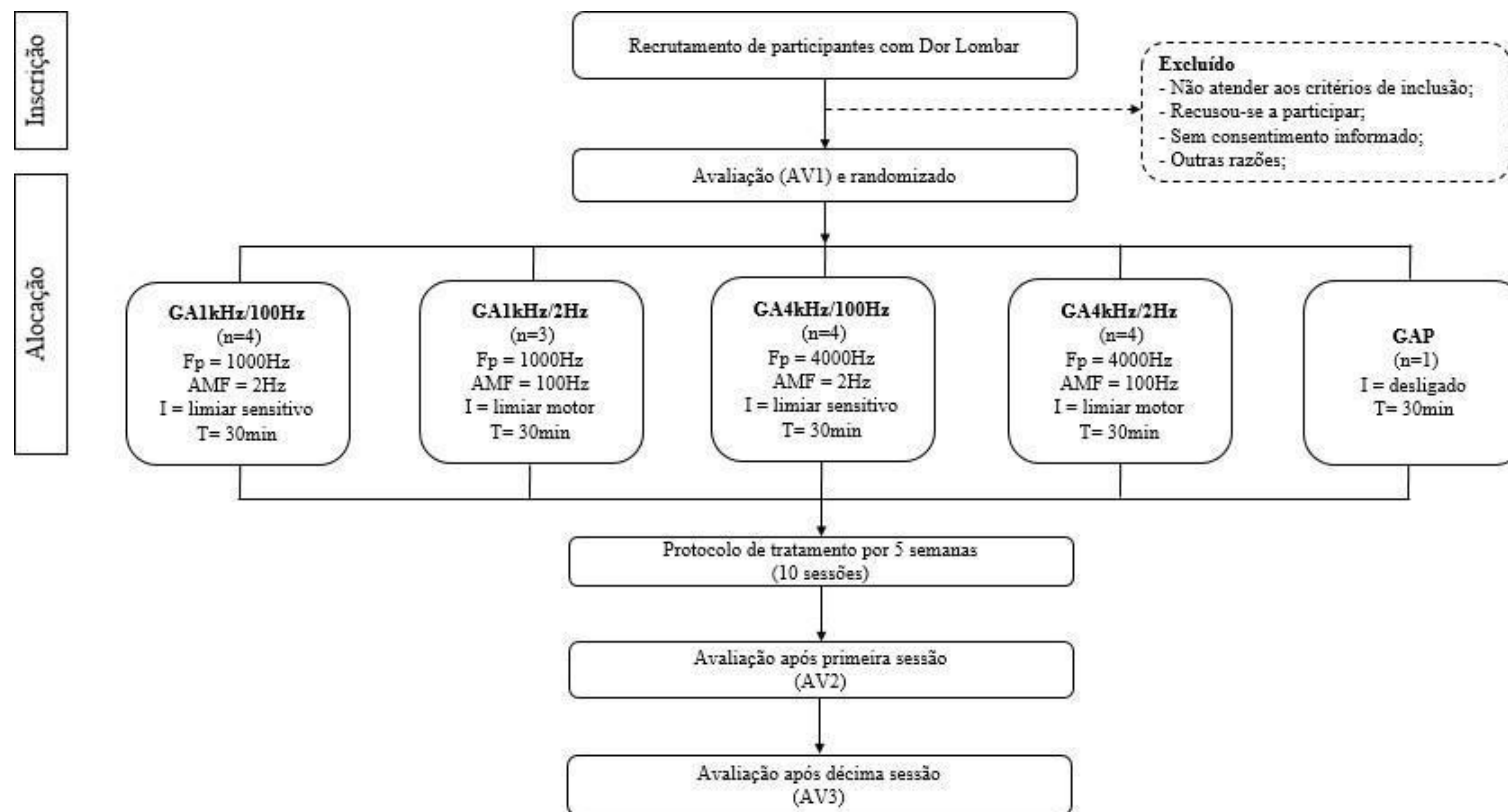 Inscrição
Recrutamento de participantes com Dor Lombar
Excluído
- Não atender aos critérios de inclusão;
- Recusou-se a participar;
- Sem consentimento informado;
- Outras razões;
Alocação
Avaliação (AV1) e randomizado
GA1kHz/100Hz
(n=4)
Fp = 1000Hz
AMF = 2Hz
I = limiar sensitivo
T= 30min
GA1kHz/2Hz
(n=3)
Fp = 1000Hz
AMF = 100Hz
I = limiar motor
T= 30min
GA4kHz/100Hz
(n=4)
Fp = 4000Hz
AMF = 2Hz
I = limiar sensitivo
T= 30min
GA4kHz/2Hz
(n=4)
Fp = 4000Hz
AMF = 100Hz
I = limiar motor
T= 30min
GAP
(n=1)
I = desligado
T= 30min
Protocolo de tratamento por 5 semanas
(10 sessões)
Avaliação após primeira sessão
(AV2)
Avaliação após décima sessão
(AV3)